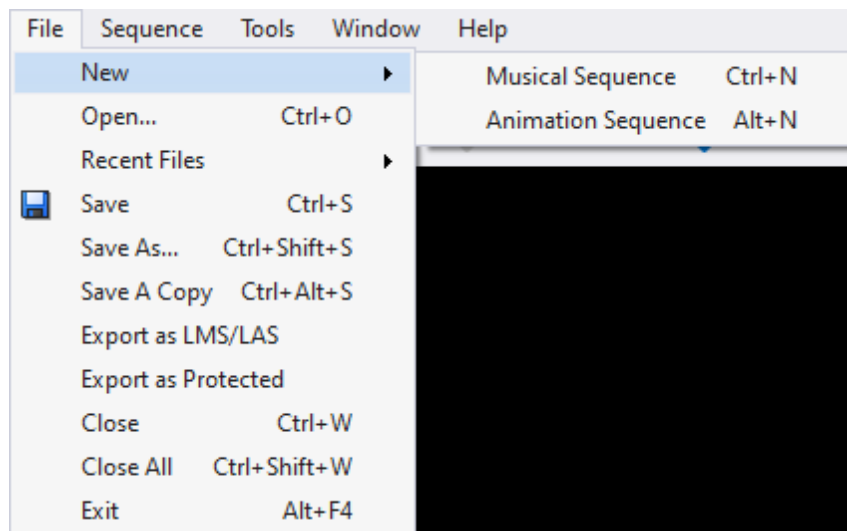 File Sequence Tools Window Help
New
Musical Sequence Ctrl+N
Open... Ctrl+O
Animation Sequence Alt+N
Recent Files
Save Ctrl+S
Save As... Ctrl+Shift+S
Save A Copy Ctrl+Alt+S
Export as LMS/LAS
Export as Protected
Close Ctrl+W
Close All Ctrl+Shift+W
Exit Alt+F4